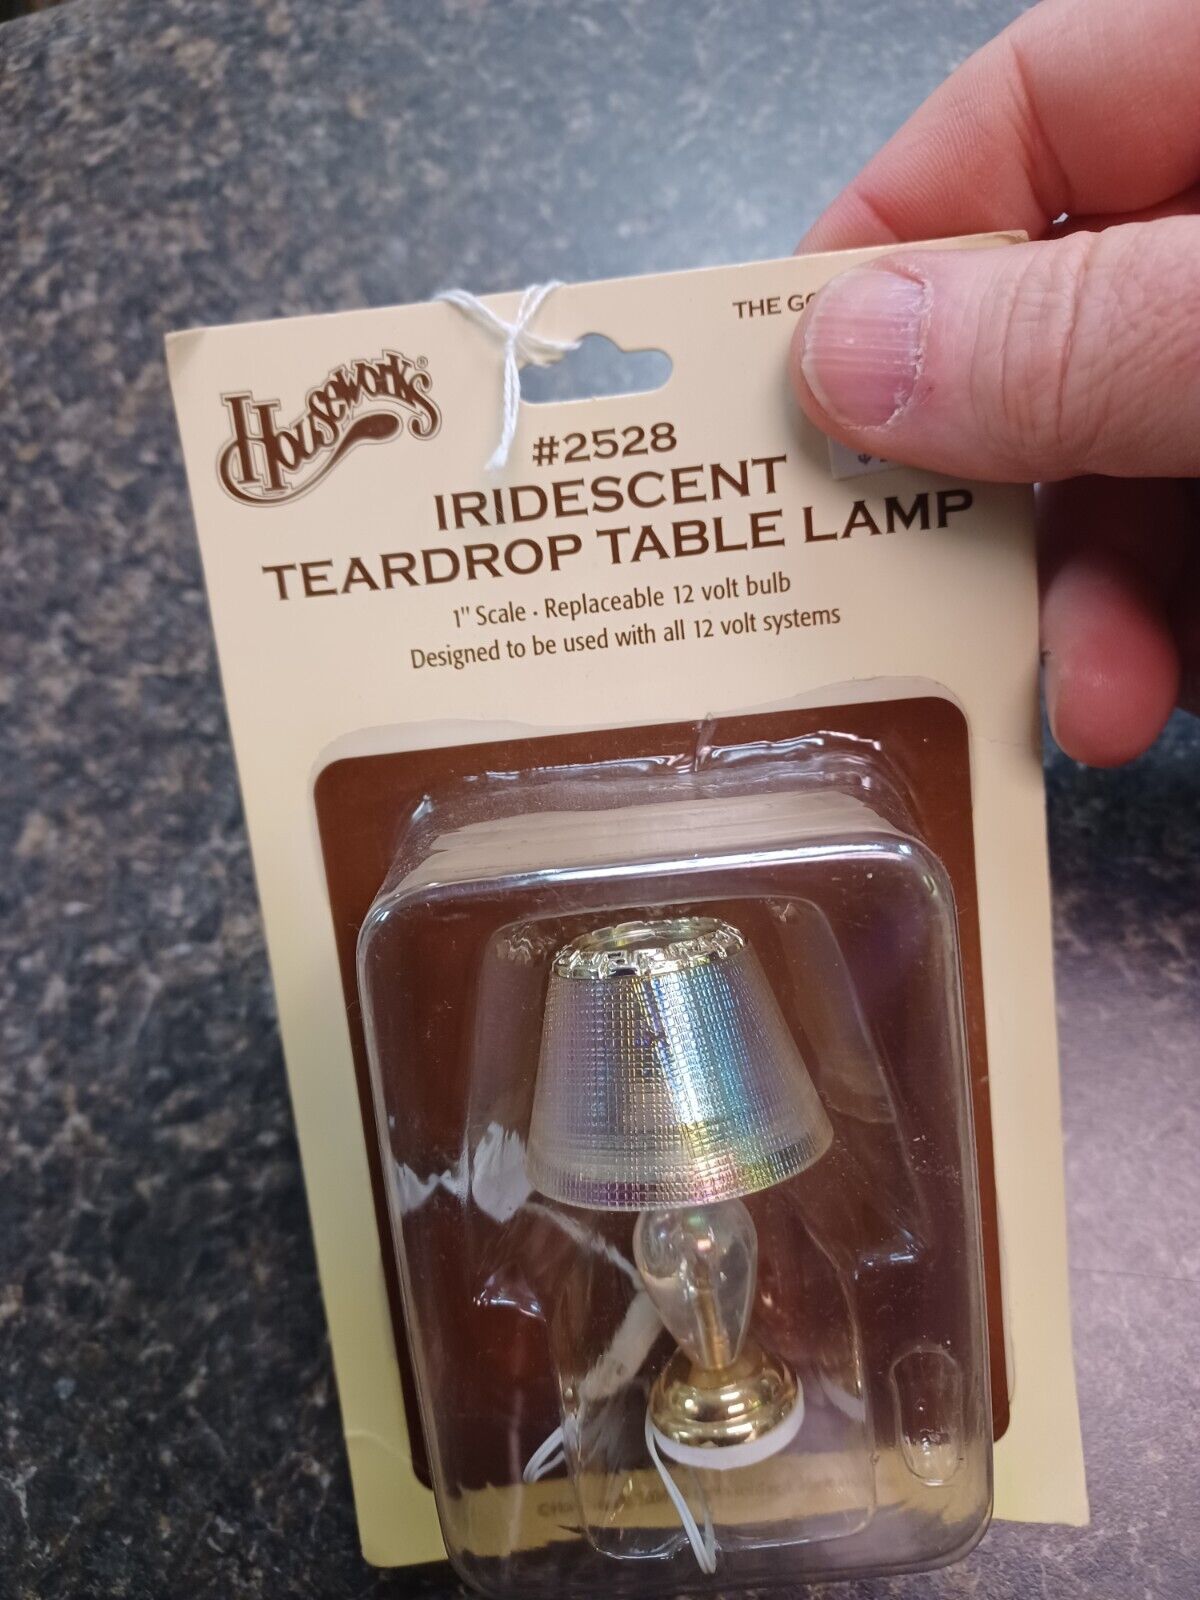 THE
Houseworks®
#2528
IRIDESCENT
TEARDROP TABLE LAMP
1" Scale · Replaceable 12 volt bulb
Designed to be used with all 12 volt systems